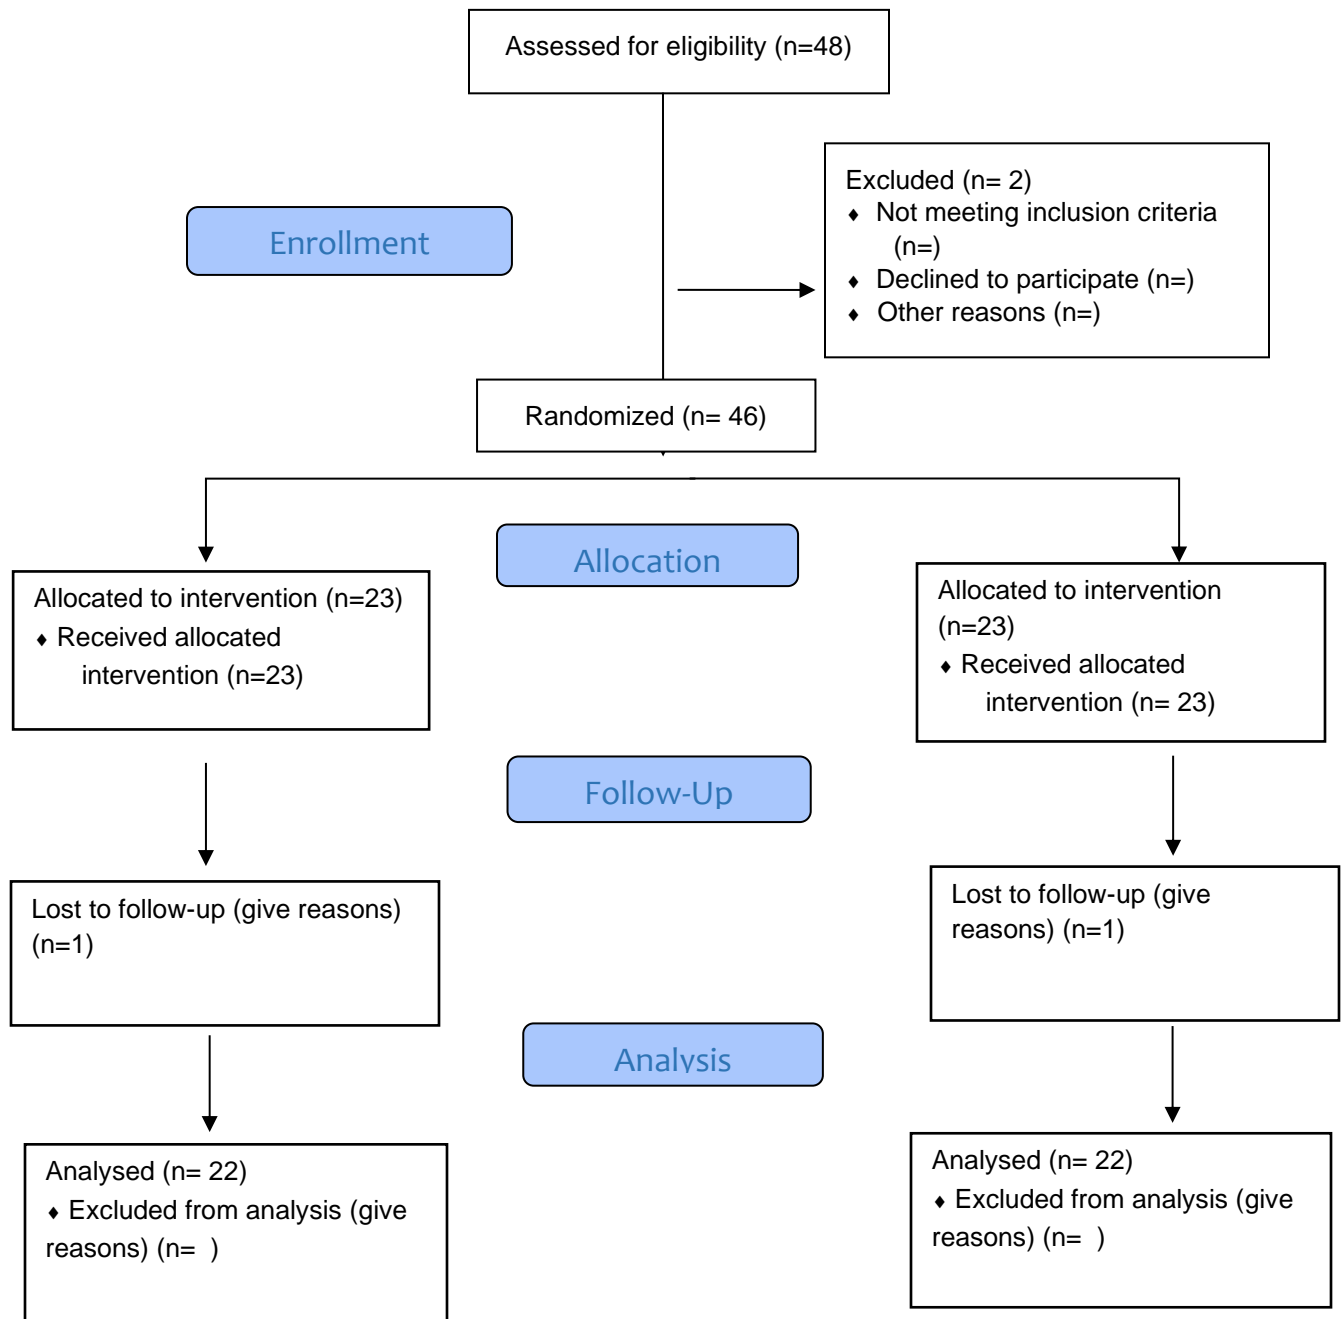 Assessed for eligibility (n=48)
Excluded (n= 2)
♦ Not meeting inclusion criteria
(n=)
♦ Declined to participate (n=)
♦ Other reasons (n=)
Enrollment
Randomized (n= 46)
Allocation
Allocated to intervention (n=23)
♦ Received allocated
intervention (n=23)
Allocated to intervention
(n=23)
♦ Received allocated
intervention (n= 23)
Follow-Up
Lost to follow-up (give reasons)
(n=1)
Lost to follow-up (give
reasons) (n=1)
Analysis
Analysed (n= 22)
♦ Excluded from analysis (give
reasons) (n=  )
Analysed (n= 22)
♦ Excluded from analysis (give
reasons) (n=  )